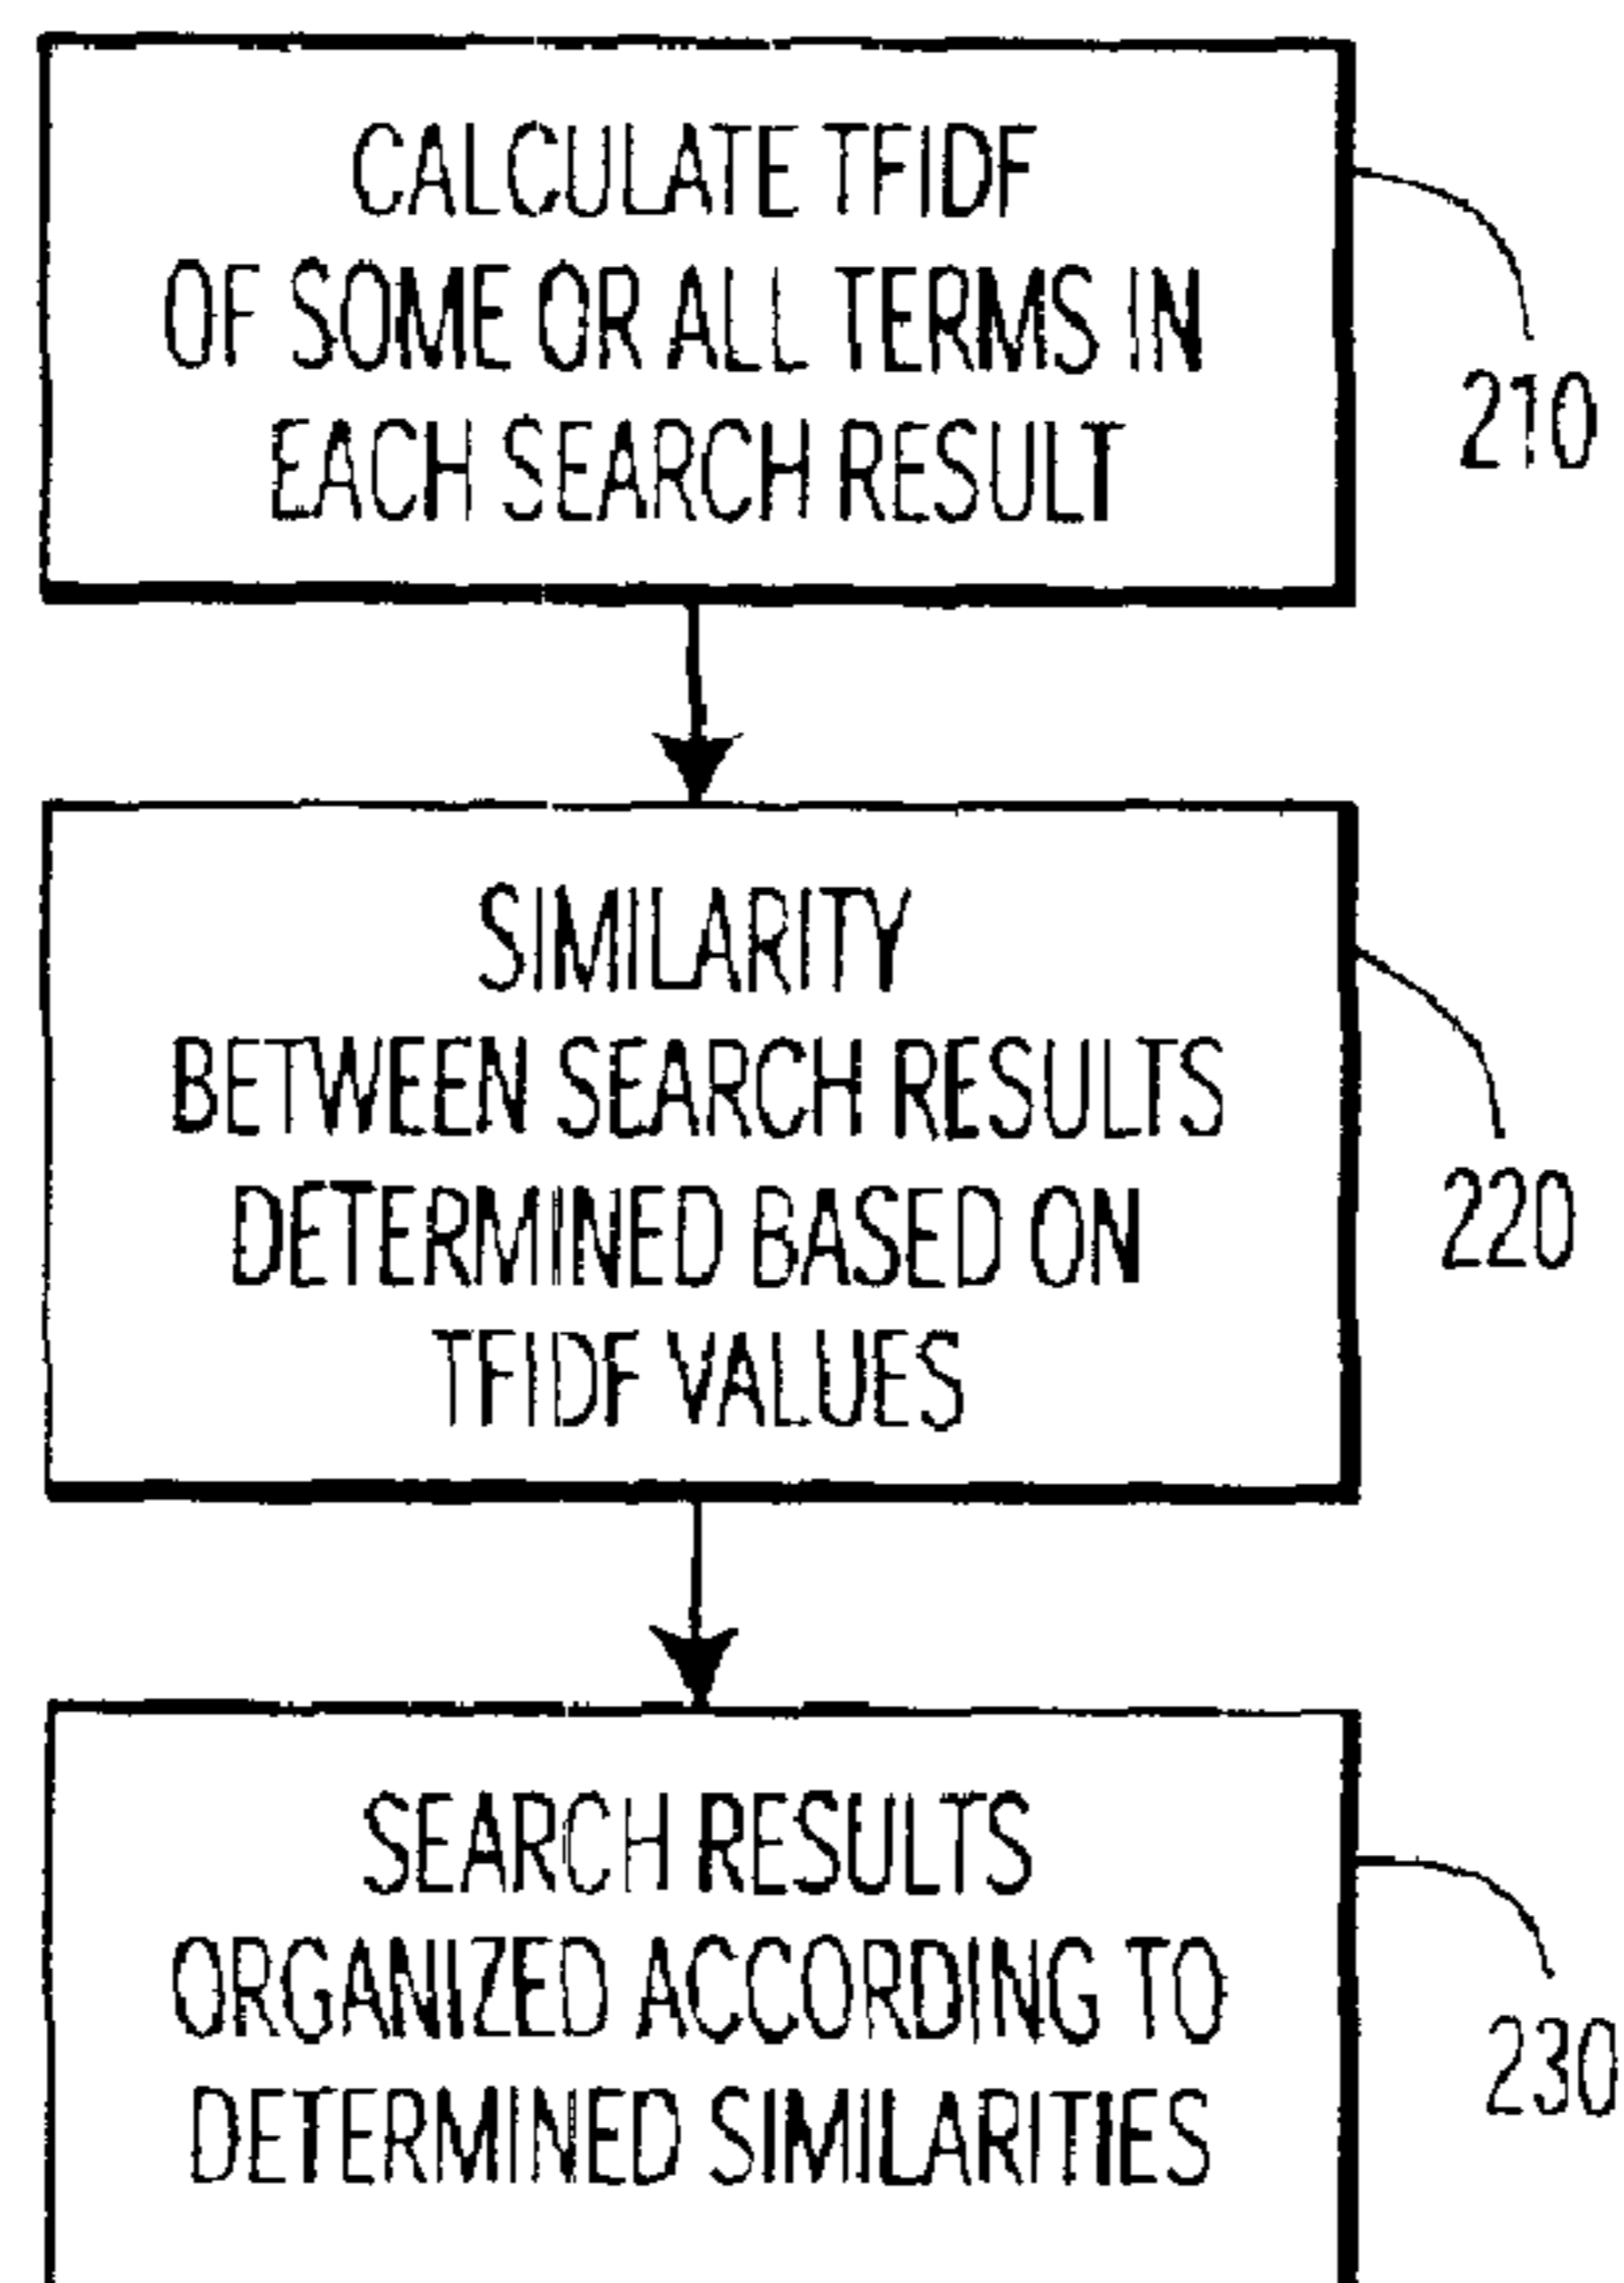 CALCULATE TFIDF
OF SOME OR ALL TERMS IN
EACH SEARCH RESULT
210
SIMILARITY
BETWEEN SEARCH RESULTS
DETERMINED BASED ON
TFIDF VALUES
220
SEARCH RESULTS
ORGANIZED ACCORDING TO
DETERMINED SIMILARITIES
230